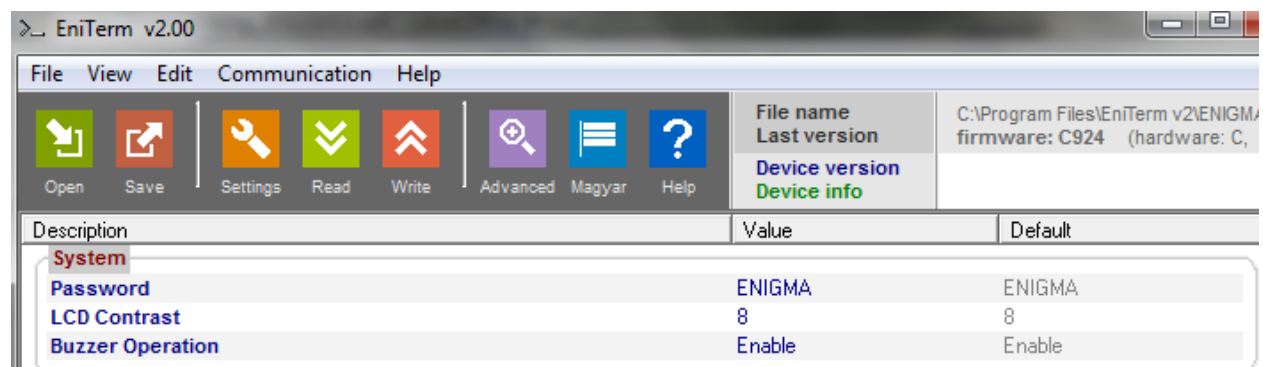 EniTerm v2.00
File View Edit Communication Help
Open Save Settings Read Write Advanced Magyar Help
File name C:\Program Files\EniTerm v2\ENIGMA
Last version firmware: C924 (hardware: C,
Device version
Device info
Description Value Default
System
Password ENIGMA ENIGMA
LCD Contrast 8 8
Buzzer Operation Enable Enable